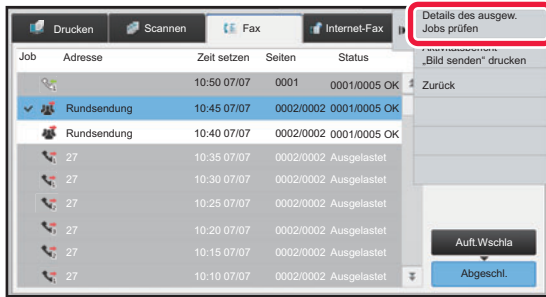 Drucken Scannen Fax Internet-Fax
Details des ausgew.
Jobs prüfen
„Bild senden“ drucken
Zurück
Job Adresse Zeit setzen Seiten Status
10:50 07/07 0001 0001/0005 OK
Rundsendung 10:45 07/07 0002/0002 0001/0005 OK
Rundsendung 10:40 07/07 0002/0002 0001/0005 OK
27 10:35 07/07 0002/0002 Ausgelastet
27 10:30 07/07 0002/0002 Ausgelastet
27 10:25 07/07 0002/0002 Ausgelastet
27 10:20 07/07 0002/0002 Ausgelastet
27 10:15 07/07 0002/0002 Ausgelastet
27 10:10 07/07 0002/0002 Ausgelastet
Auft.Wschla
Abgeschl.